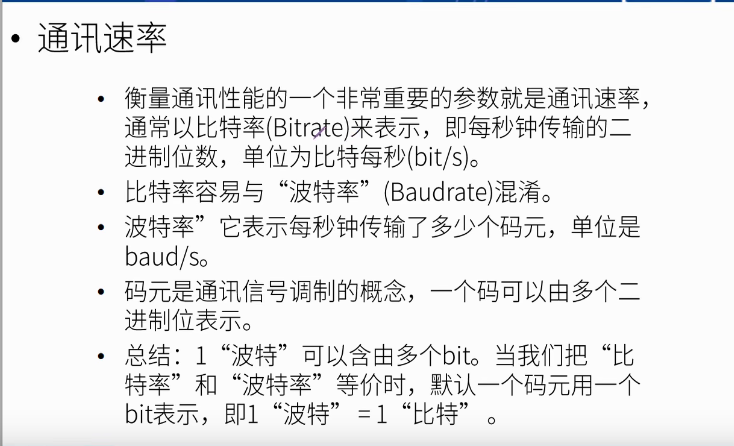 • 通讯速率
• 衡量通讯性能的一个非常重要的参数就是通讯速率，
通常以比特率(Bitrate)来表示，即每秒钟传输的二
进制位数，单位为比特每秒(bit/s)。
• 比特率容易与“波特率”(Baudrate)混淆。
• 波特率”它表示每秒钟传输了多少个码元，单位是
baud/s。
• 码元是通讯信号调制的概念，一个码可以由多个二
进制位表示。
• 总结：1“波特”可以含由多个bit。当我们把“比
特率”和“波特率”等价时，默认一个码元用一个
bit表示，即1“波特” = 1“比特” 。